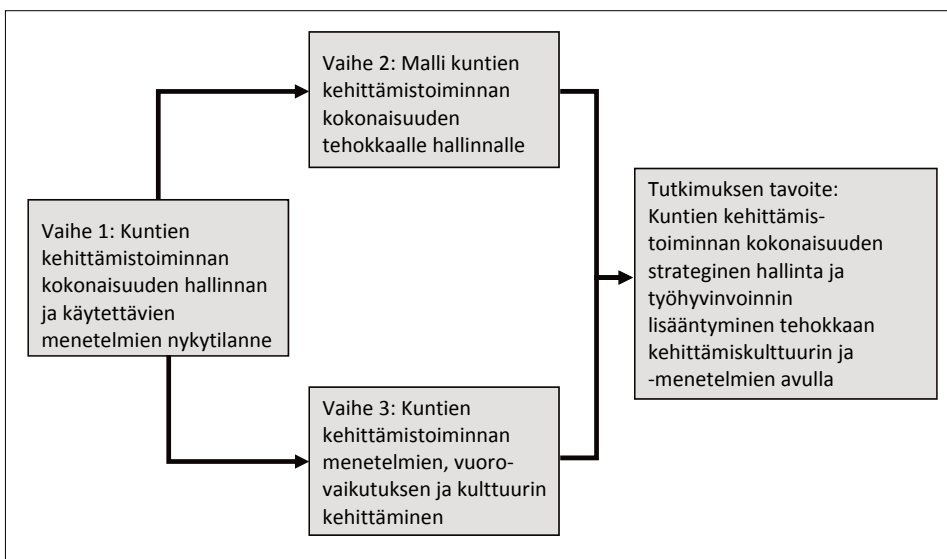 Vaihe 1: Kuntien
kehittämistoiminnan
kokonaisuuden hallinnan
ja käytettävien
menetelmien nykytilanne
Vaihe 2: Malli kuntien
kehittämistoiminnan
kokonaisuuden
tehokkaalle hallinnalle
Vaihe 3: Kuntien
kehittämistoiminnan
menetelmien, vuoro-
vaikutuksen ja kulttuurin
kehittäminen
Tutkimuksen tavoite:
Kuntien kehittämis-
toiminnan kokonaisuuden
strateginen hallinta ja
työhyvinvoinnin
lisääntyminen tehokkaan
kehittämiskulttuurin ja
-menetelmien avulla